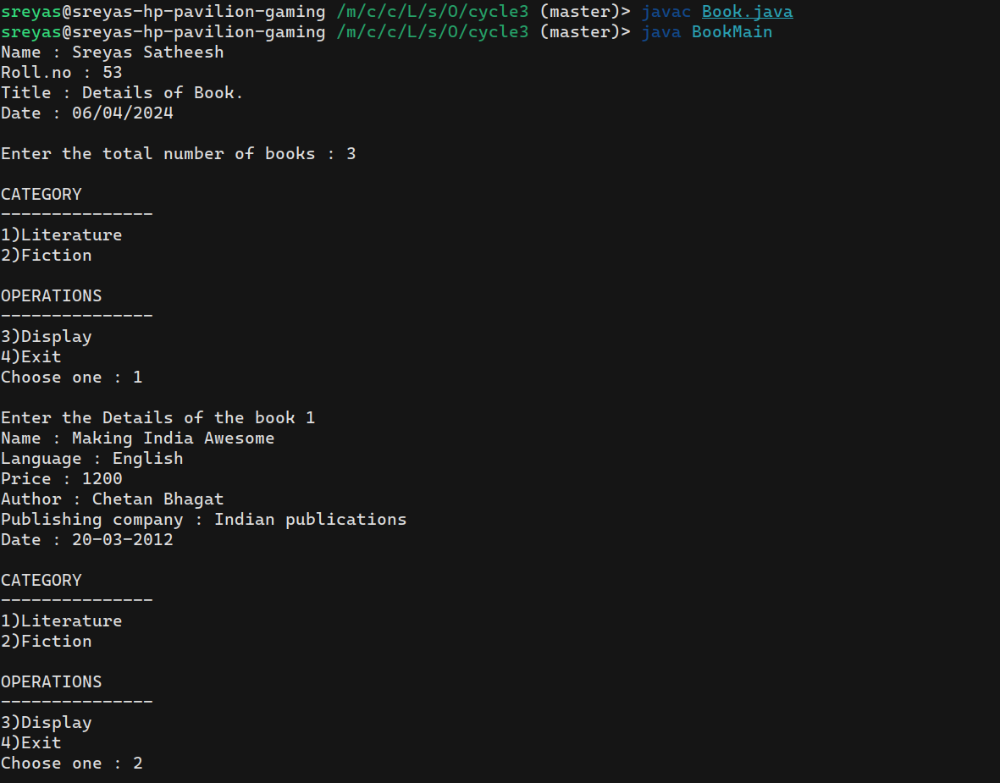 sreyas@sreyas-hp-pavilion-gaming /m/c/c/L/s/O/cycle3 (master)> javac Book.java
sreyas@sreyas-hp-pavilion-gaming /m/c/c/L/s/O/cycle3 (master)> java BookMain
Name : Sreyas Satheesh
Roll.no : 53
Title : Details of Book.
Date : 06/04/2024

Enter the total number of books : 3

CATEGORY
---------------
1)Literature
2)Fiction

OPERATIONS
---------------
3)Display
4)Exit
Choose one : 1

Enter the Details of the book 1
Name : Making India Awesome
Language : English
Price : 1200
Author : Chetan Bhagat
Publishing company : Indian publications
Date : 20-03-2012

CATEGORY
---------------
1)Literature
2)Fiction

OPERATIONS
---------------
3)Display
4)Exit
Choose one : 2